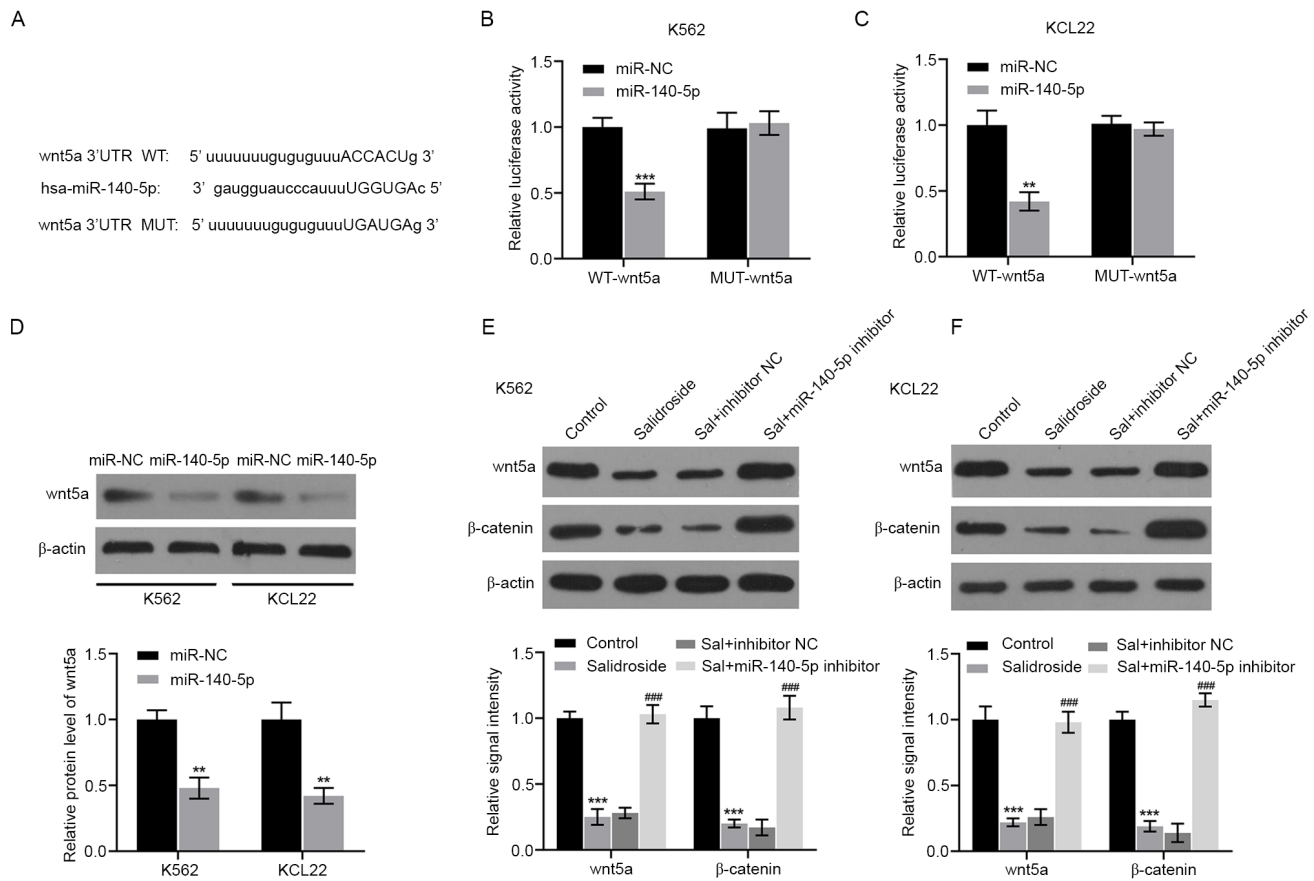 A
wnt5a 3'UTR WT: 5' uuuuuuuguguguuuACCACUg 3'
hsa-miR-140-5p: 3' gaugguaucccauuuUGGUGAc 5'
wnt5a 3'UTR MUT: 5' uuuuuuuguguguuuUGAUGAg 3'
B
K562
miR-NC
miR-140-5p
Relative luciferase activity
1.5
1.0
0.5
0.0
***
WT-wnt5a MUT-wnt5a
C
KCL22
miR-NC
miR-140-5p
Relative luciferase activity
1.5
1.0
0.5
0.0
**
WT-wnt5a MUT-wnt5a
D
miR-NC miR-140-5p miR-NC miR-140-5p
wnt5a
β-actin
K562 KCL22
miR-NC
miR-140-5p
Relative protein level of wnt5a
1.5
1.0
0.5
0.0
** **
K562 KCL22
E
K562
Control
Salidroside
Sal+inhibitor NC
Sal+miR-140-5p inhibitor
wnt5a
β-catenin
β-actin
Control Sal+inhibitor NC
Salidroside Sal+miR-140-5p inhibitor
Relative signal intensity
1.5
1.0
0.5
0.0
*** ### *** ###
wnt5a β-catenin
F
KCL22
Control
Salidroside
Sal+inhibitor NC
Sal+miR-140-5p inhibitor
wnt5a
β-catenin
β-actin
Control Sal+inhibitor NC
Salidroside Sal+miR-140-5p inhibitor
Relative signal intensity
1.5
1.0
0.5
0.0
*** ### *** ###
wnt5a β-catenin